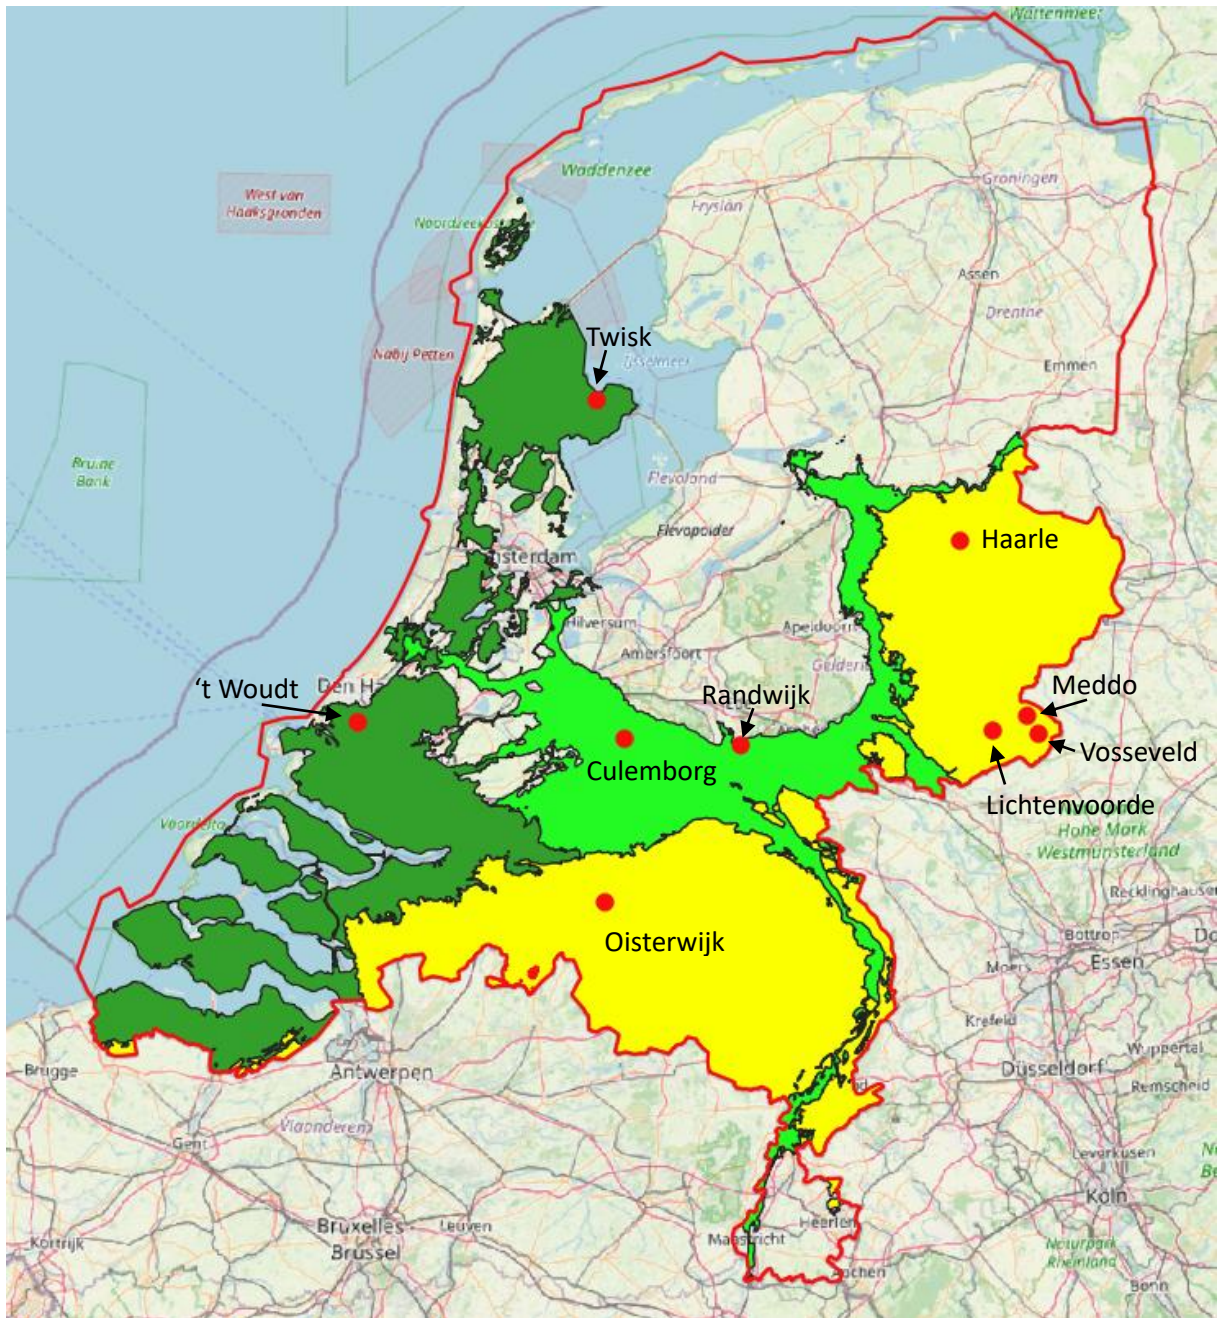 Wattenmeer
Waddenzee
Groningen
West van
Haaksgronden
Fryslân
Assen
Drenthe
Twisk
Nabij Petten
IJsselmeer
Emmen
Bruine
Bank
Flevoland
Flevopolder
Haarle
Hilversum
Apeldoorn
Amersfoort
't Woudt
Den Ha
Randwijk
Meddo
Culemborg
Vosseveld
Lichtenvoorde
Voordelta
Hohe Mark
Westmünsterland
Recklinghausen
Oisterwijk
Bottrop
Essen
Do
Moers
Krefeld
Wuppertal
Brugge
Antwerpen
Düsseldorf
Remscheid
Vlaanderen
Gent
Leverkusen
Köln
Bruxelles -
Brussel
Leuven
Heerlen
Maastricht
Kortrijk
Aachen
Naturpark
Rheinland
Bonn